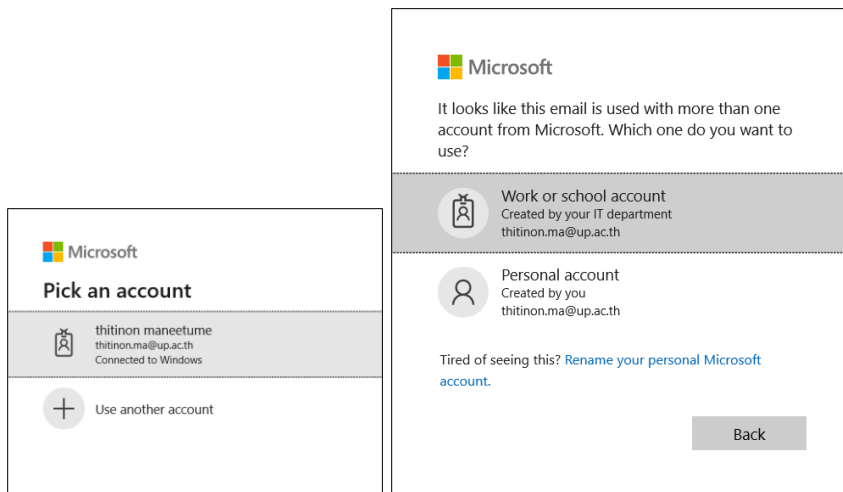 Microsoft
Pick an account
thitinon maneetume
thitinon.ma@up.ac.th
Connected to Windows
Use another account
Microsoft
It looks like this email is used with more than one
account from Microsoft. Which one do you want to
use?
Work or school account
Created by your IT department
thitinon.ma@up.ac.th
Personal account
Created by you
thitinon.ma@up.ac.th
Tired of seeing this? Rename your personal Microsoft
account.
Back